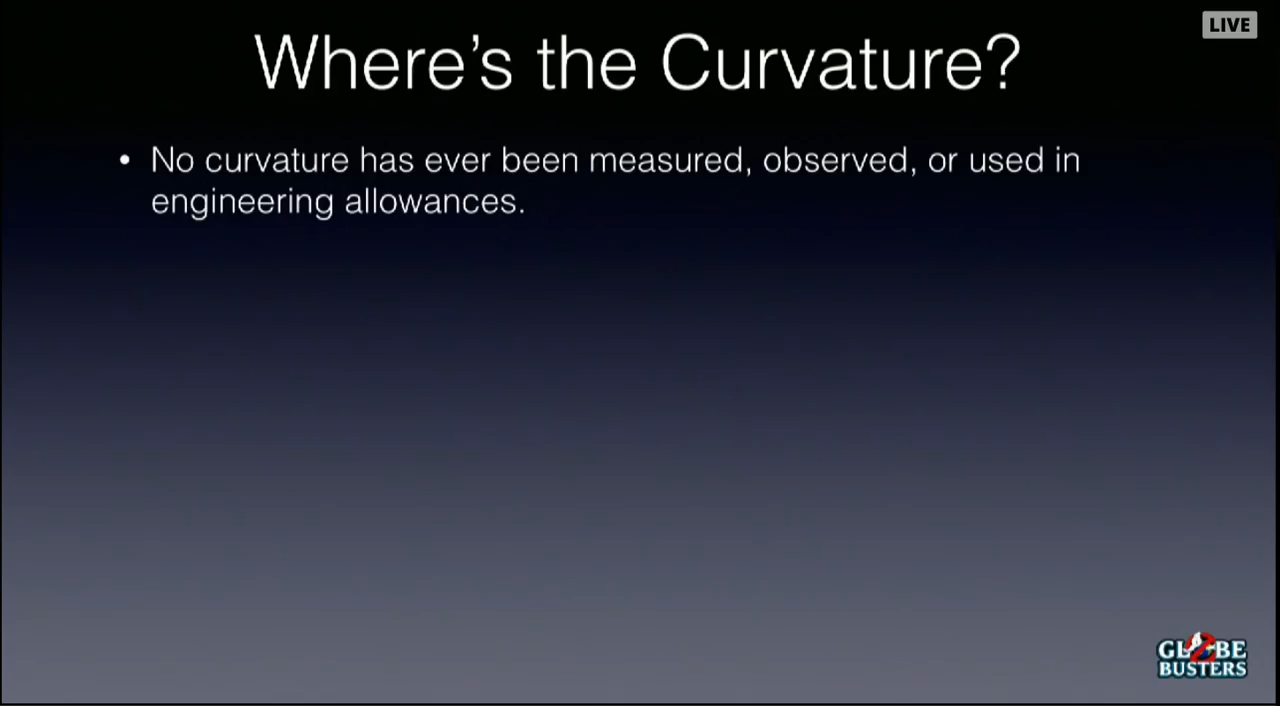 LIVE
Where's the Curvature?
• No curvature has ever been measured, observed, or used in
engineering allowances.
GLOBE
BUSTERS